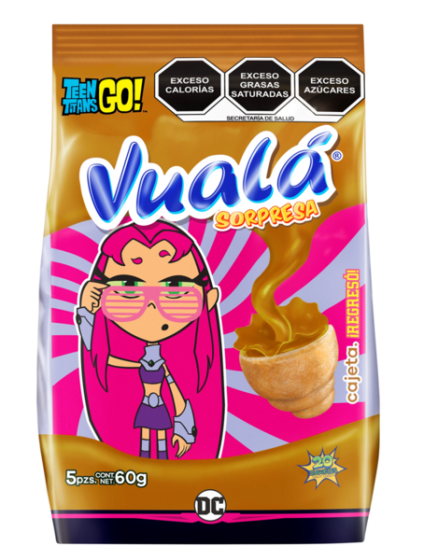 TEEN TITANS GO!
EXCESO CALORÍAS
EXCESO GRASAS SATURADAS
EXCESO AZÚCARES
SECRETARÍA DE SALUD
Vualá®
SORPRESA
cajeta. ¡REGRESÓ!
5pzs. CONT. NET. 60g
DC